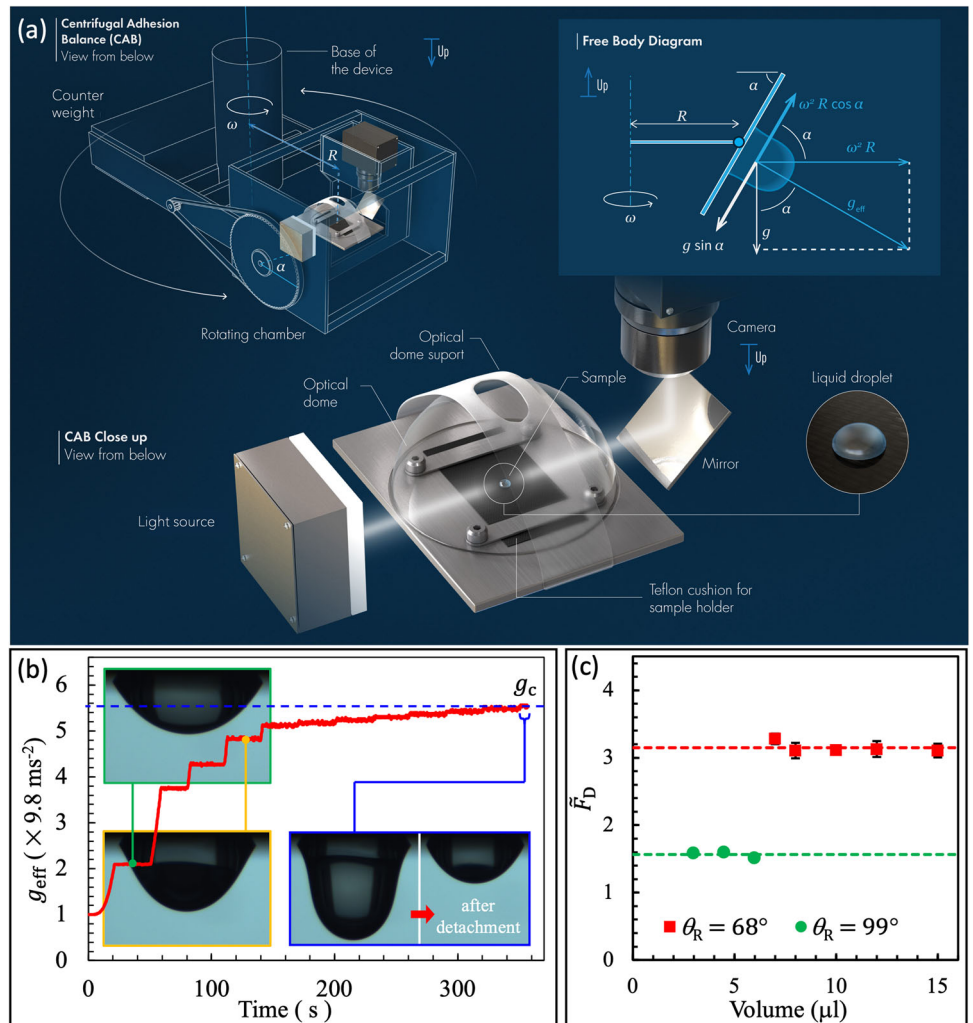 (a)
Centrifugal Adhesion
Balance (CAB)
View from below
Base of
the device
Up
Counter
weight
ω
R
α
Rotating chamber
Free Body Diagram
Up
α
ω² R cos α
R
α
ω² R
ω
α
g_eff
g sin α
g
Optical
dome suport
Camera
Up
Optical
dome
Sample
Liquid droplet
CAB Close up
View from below
Mirror
Light source
Teflon cushion for
sample holder
(b)
g_eff ( × 9.8 ms⁻²)
6
5
4
3
2
1
0
g_c
after
detachment
0
100
200
300
Time ( s )
(c)
F̃_D
4
3
2
1
0
θ_R = 68°
θ_R = 99°
0
5
10
15
Volume (μl)